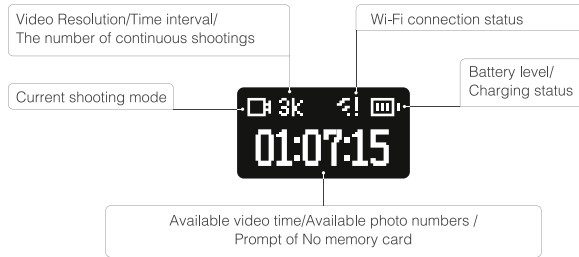 Video Resolution/Time interval/
The number of continuous shootings
Wi-Fi connection status
Battery level/
Charging status
Current shooting mode
3K
01:07:15
Available video time/Available photo numbers /
Prompt of No memory card